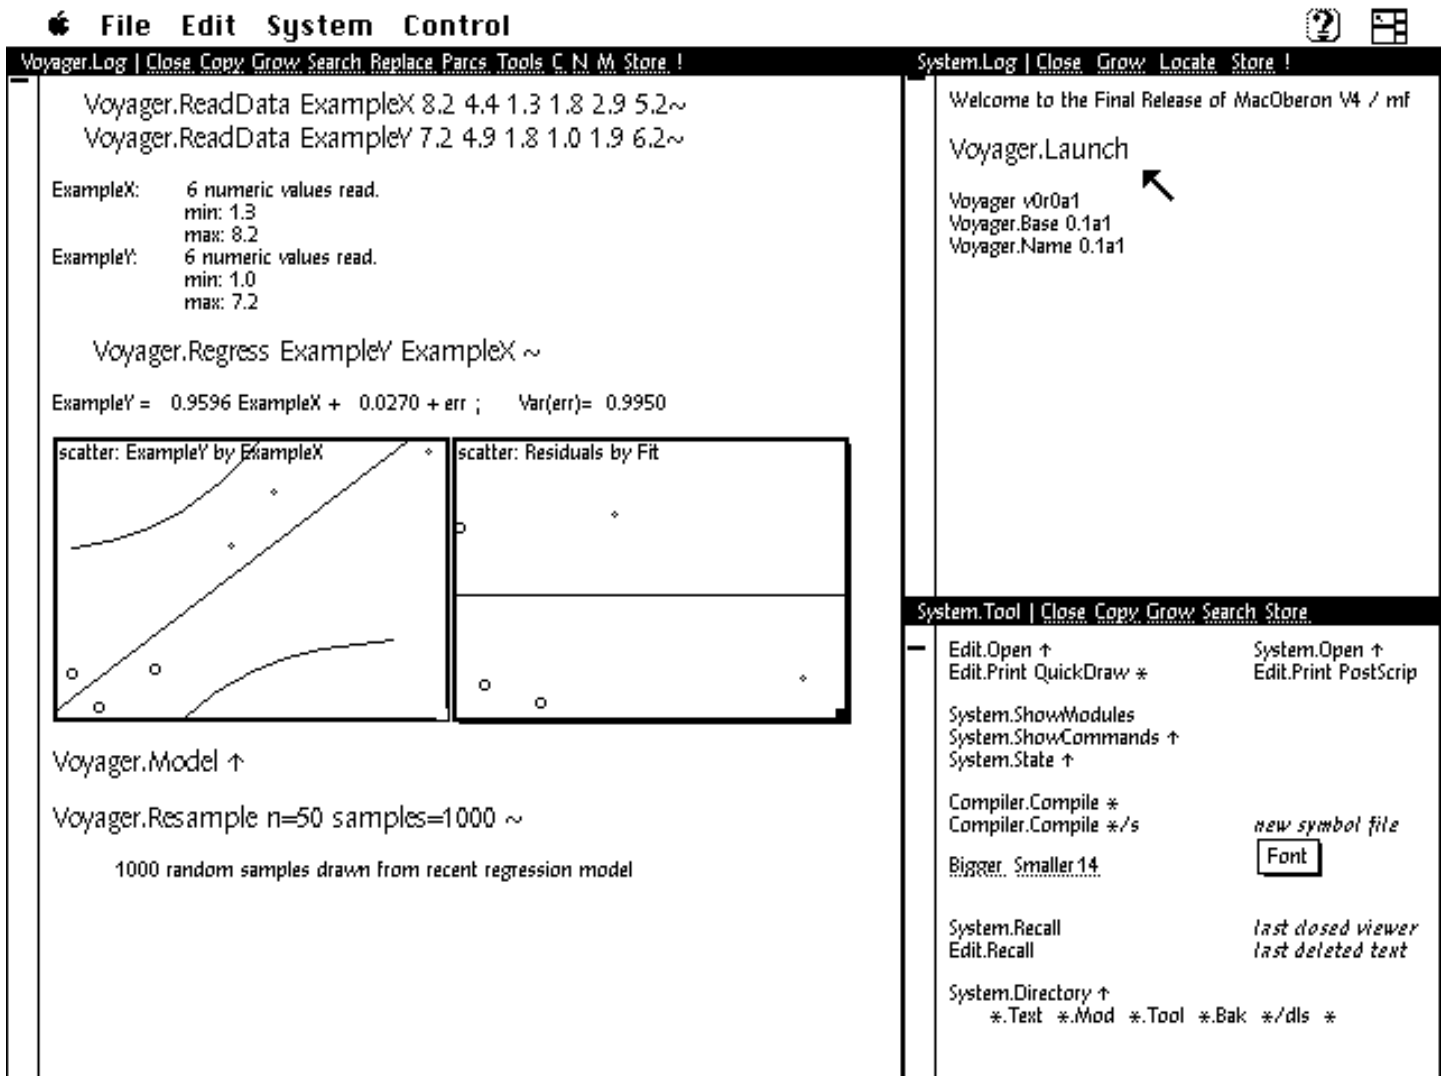 File Edit System Control
Voyager.Log | Close Copy Grow Search Replace Parcs Tools C N M Store !
Voyager.ReadData ExampleX 8.2 4.4 1.3 1.8 2.9 5.2~
Voyager.ReadData ExampleY 7.2 4.9 1.8 1.0 1.9 6.2~
ExampleX: 6 numeric values read.
min: 1.3
max: 8.2
ExampleY: 6 numeric values read.
min: 1.0
max: 7.2
Voyager.Regress ExampleY ExampleX ~
ExampleY = 0.9596 ExampleX + 0.0270 + err ; Var(err)= 0.9950
scatter: ExampleY by ExampleX
scatter: Residuals by Fit
Voyager.Model ↑
Voyager.Resample n=50 samples=1000 ~
1000 random samples drawn from recent regression model
System.Log | Close Grow Locate Store !
Welcome to the Final Release of MacOberon V4 / mf
Voyager.Launch
Voyager v0r0a1
Voyager.Base 0.1a1
Voyager.Name 0.1a1
System.Tool | Close Copy Grow Search Store
Edit.Open ↑ System.Open ↑
Edit.Print QuickDraw * Edit.Print PostScrip
System.ShowModules
System.ShowCommands ↑
System.State ↑
Compiler.Compile *
Compiler.Compile */s new symbol file
Bigger Smaller 14 Font
System.Recall last closed viewer
Edit.Recall last deleted text
System.Directory ↑
*.Text *.Mod *.Tool *.Bak */dls *